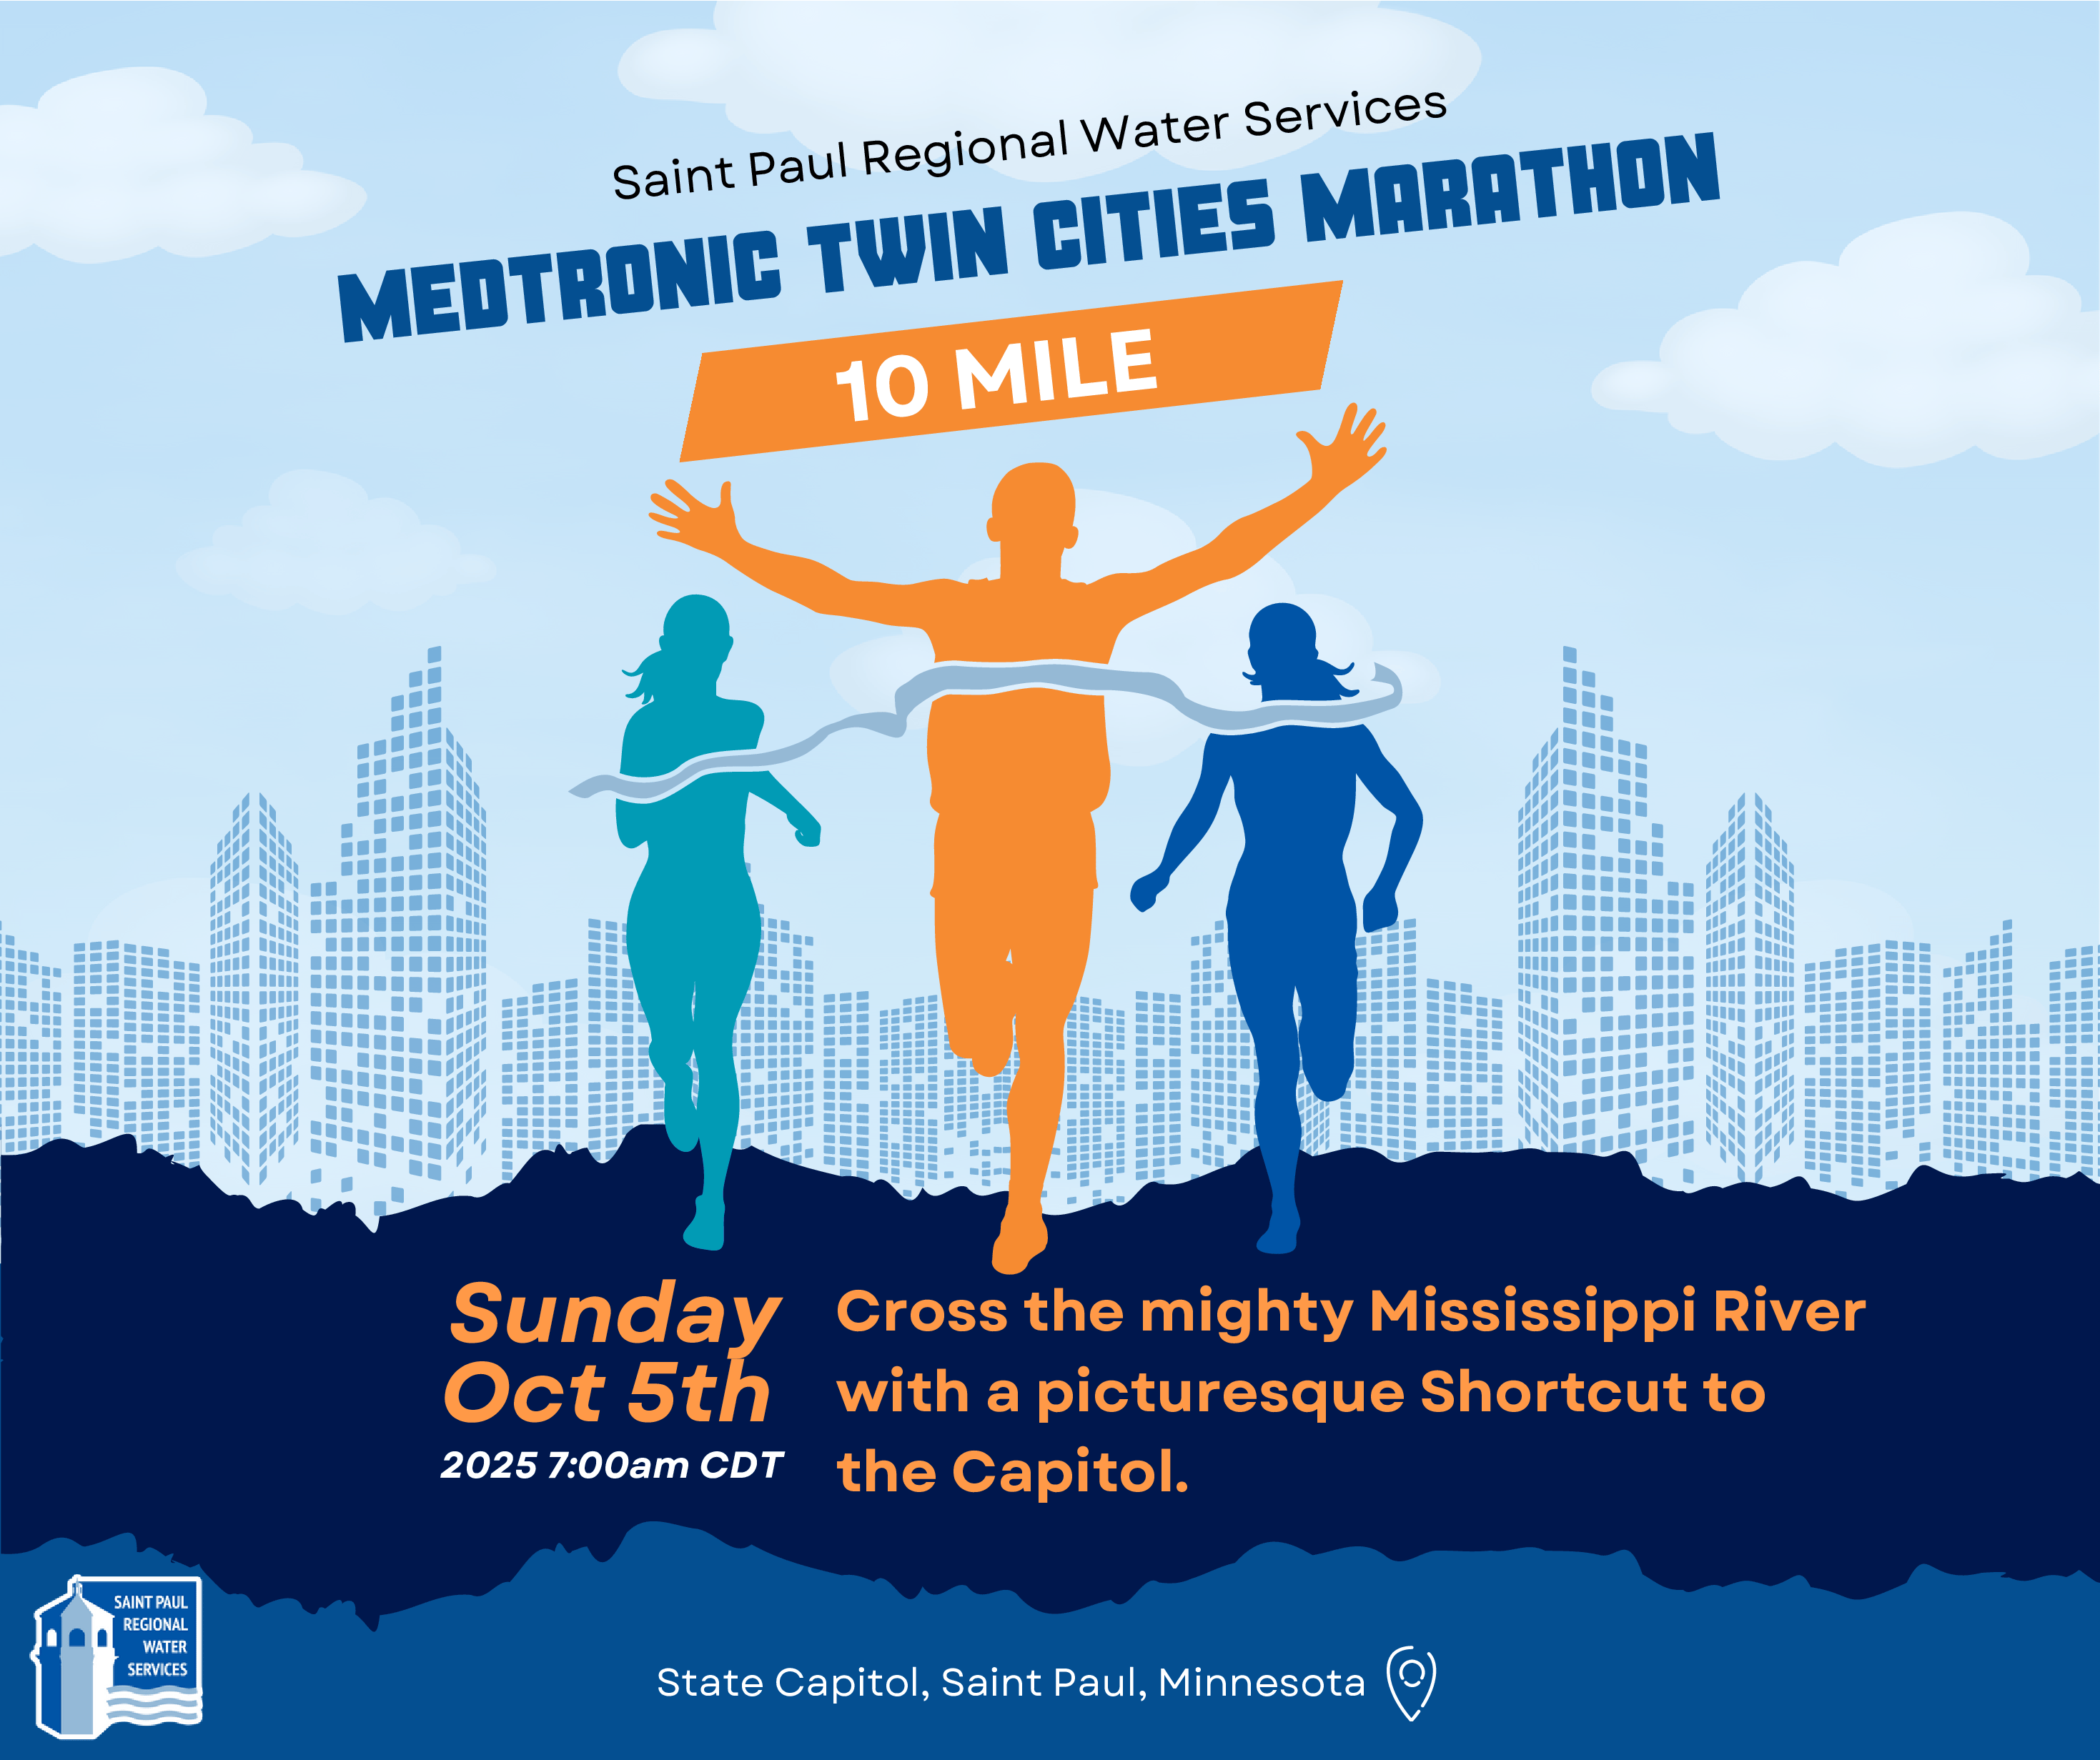 Saint Paul Regional Water Services
MEDTRONIC TWIN CITIES MARATHON
10 MILE
Sunday
Oct 5th
2025 7:00am CDT
Cross the mighty Mississippi River
with a picturesque Shortcut to
the Capitol.
SAINT PAUL
REGIONAL
WATER
SERVICES
State Capitol, Saint Paul, Minnesota